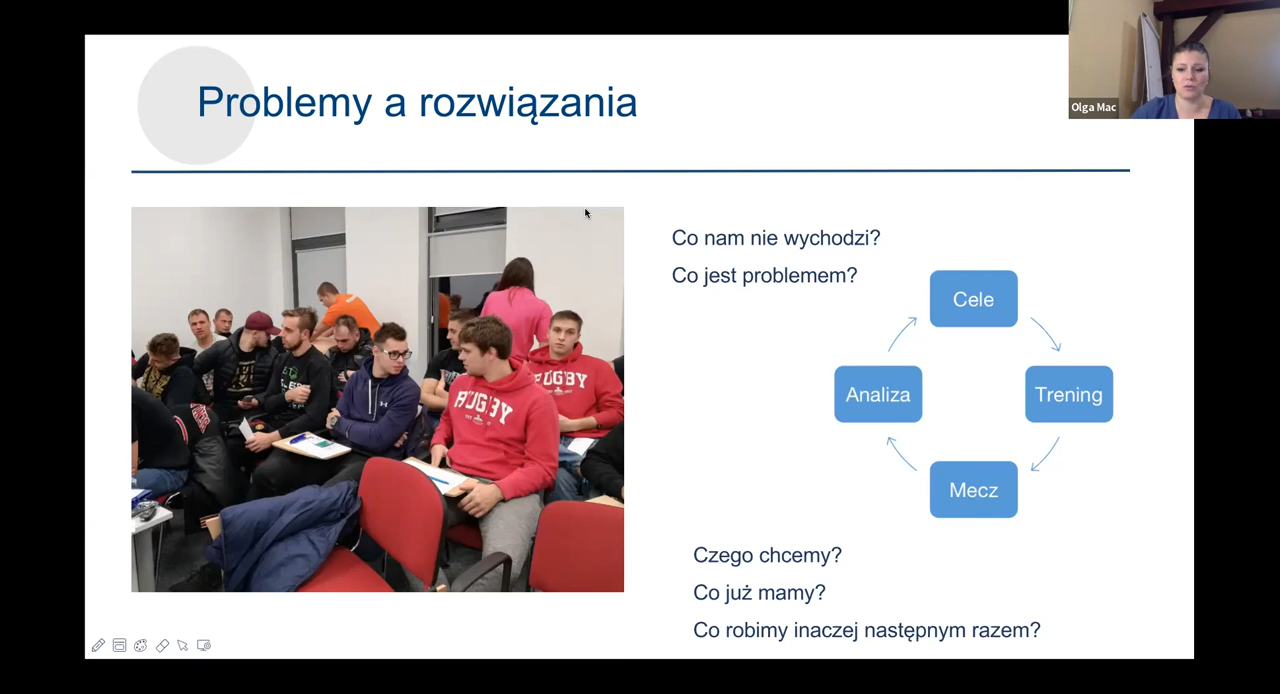 Problemy a rozwiązania
Olga Mac
Co nam nie wychodzi?
Co jest problemem?
Cele
Analiza
Trening
Mecz
RUGBY
RUGBY
Czego chcemy?
Co już mamy?
Co robimy inaczej następnym razem?